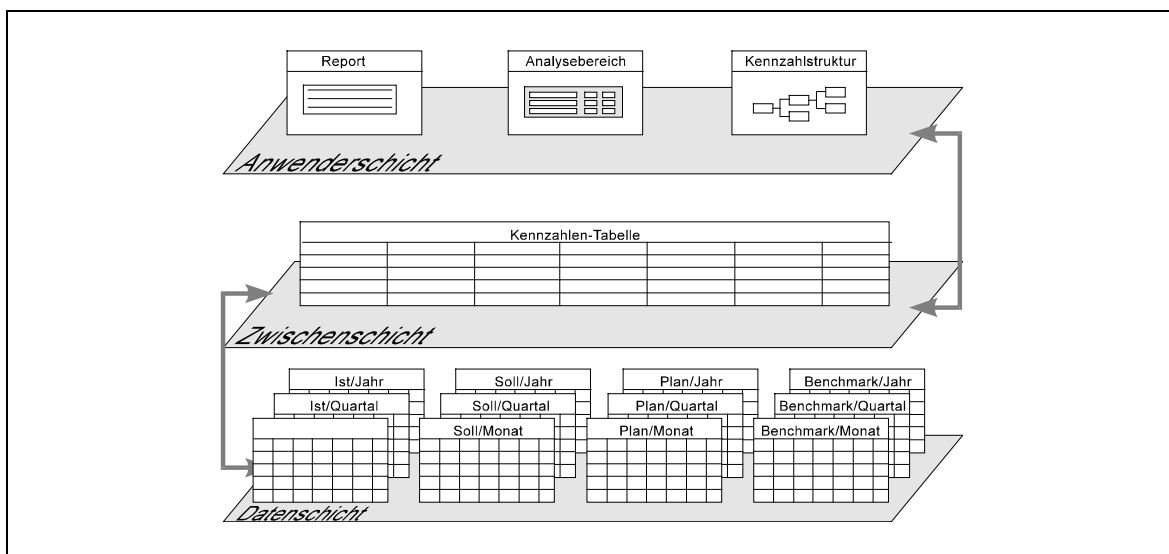 Report
Analysebereich
Kennzahlstruktur
Anwenderschicht
Kennzahlen-Tabelle
Zwischenschicht
Ist/Jahr
Soll/Jahr
Plan/Jahr
Benchmark/Jahr
Ist/Quartal
Soll/Quartal
Plan/Quartal
Benchmark/Quartal
Soll/Monat
Plan/Monat
Benchmark/Monat
Datenschicht